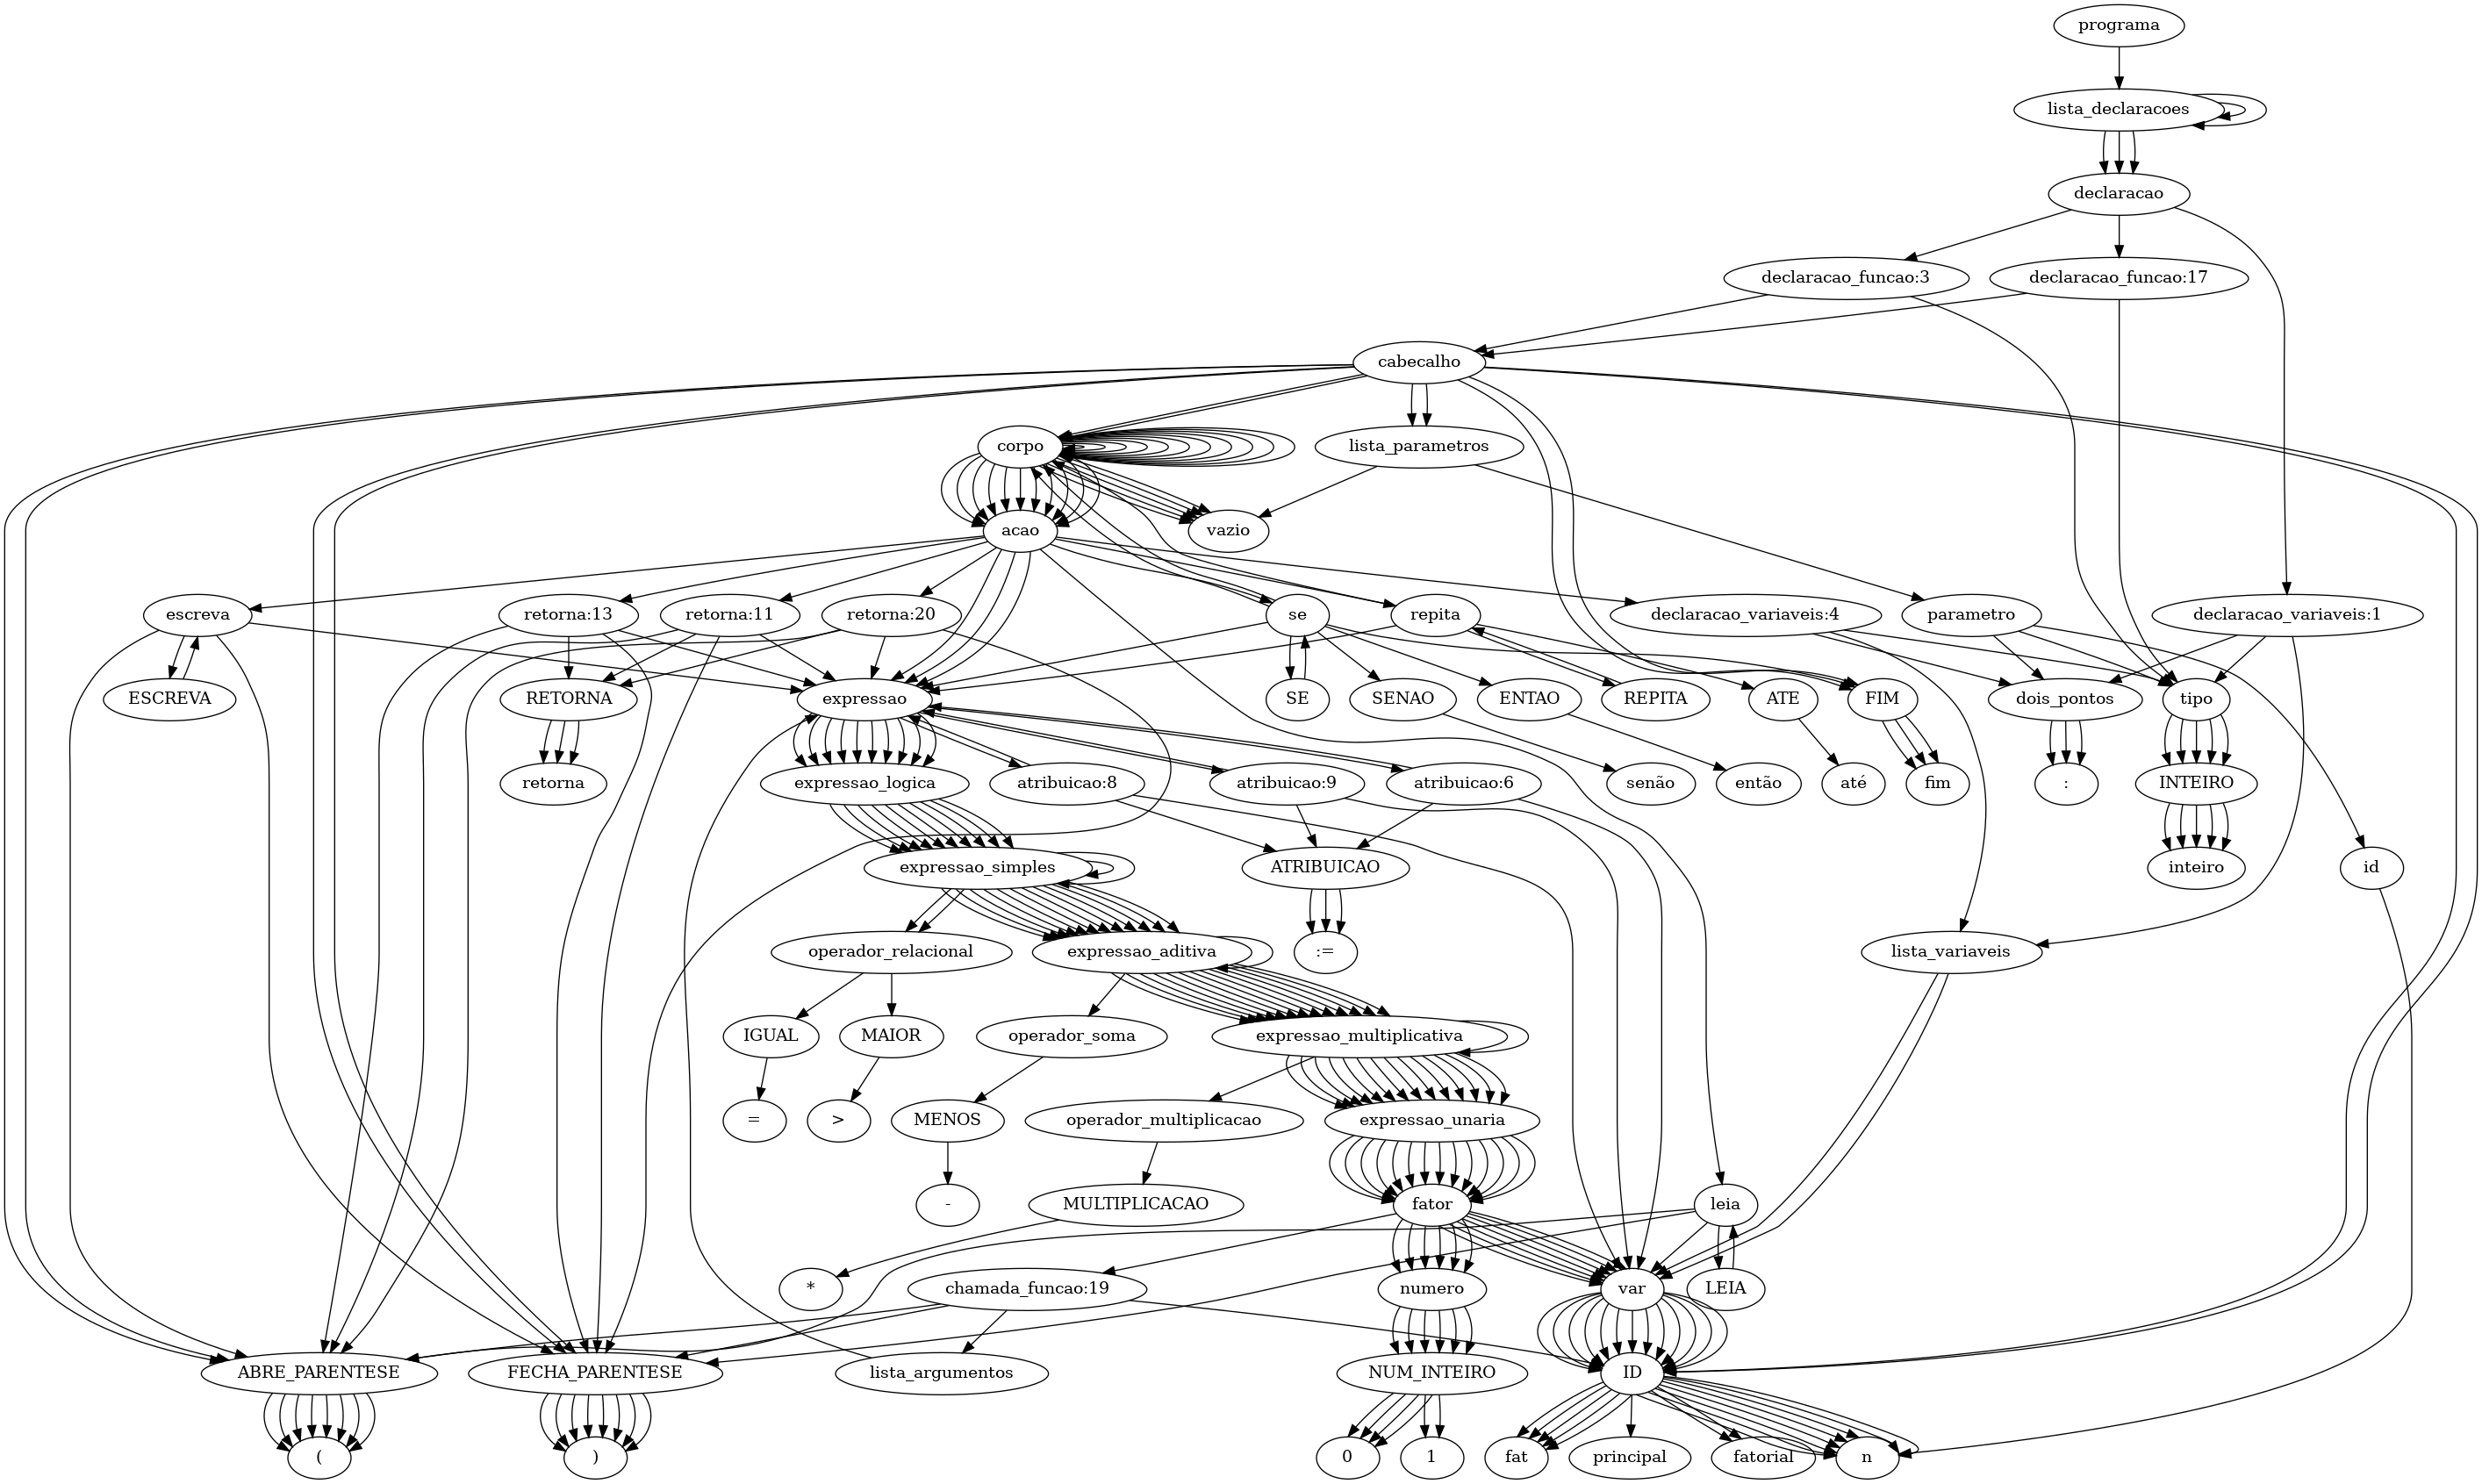 programa
lista_declaracoes
declaracao
declaracao_funcao:3
declaracao_funcao:17
cabecalho
corpo
lista_parametros
acao
vazio
escreva
retorna:13
retorna:11
retorna:20
se
repita
declaracao_variaveis:4
parametro
declaracao_variaveis:1
ESCREVA
RETORNA
expressao
SE
SENAO
ENTAO
REPITA
ATE
FIM
dois_pontos
tipo
retorna
expressao_logica
atribuicao:8
atribuicao:9
atribuicao:6
senão
então
até
fim
:
INTEIRO
expressao_simples
ATRIBUICAO
inteiro
id
operador_relacional
expressao_aditiva
:=
lista_variaveis
IGUAL
MAIOR
operador_soma
expressao_multiplicativa
=
>
MENOS
operador_multiplicacao
expressao_unaria
-
MULTIPLICACAO
fator
leia
*
chamada_funcao:19
numero
var
LEIA
ABRE_PARENTESE
FECHA_PARENTESE
lista_argumentos
NUM_INTEIRO
ID
(
)
0
1
fat
principal
fatorial
n